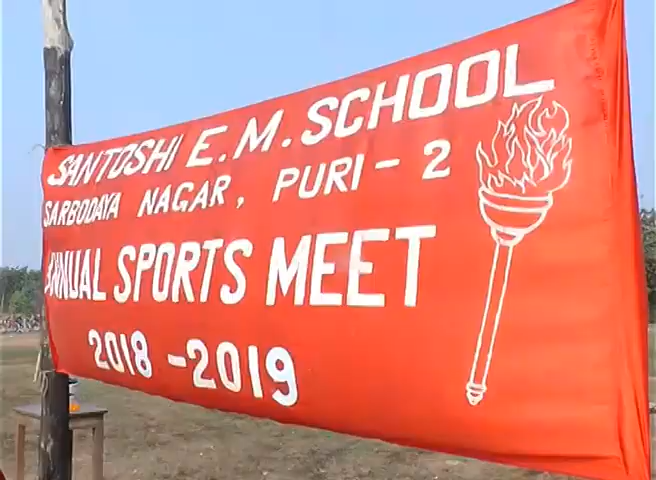 SANTOSHI E.M.SCHOOL
SARBODAYA NAGAR, PURI-2
ANNUAL SPORTS MEET
2018-2019